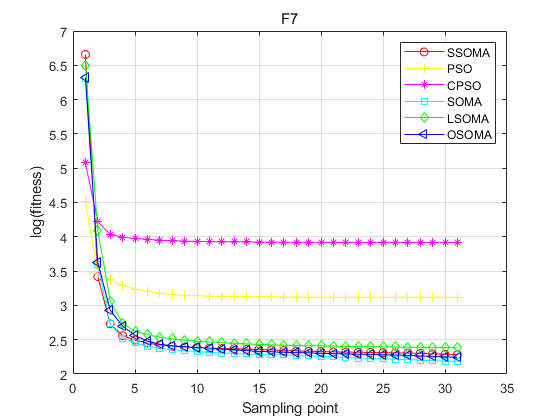 F7
log(fitness)
7
6.5
6
5.5
5
4.5
4
3.5
3
2.5
2
0 5 10 15 20 25 30 35
Sampling point
SSOMA
PSO
CPSO
SOMA
LSOMA
OSOMA